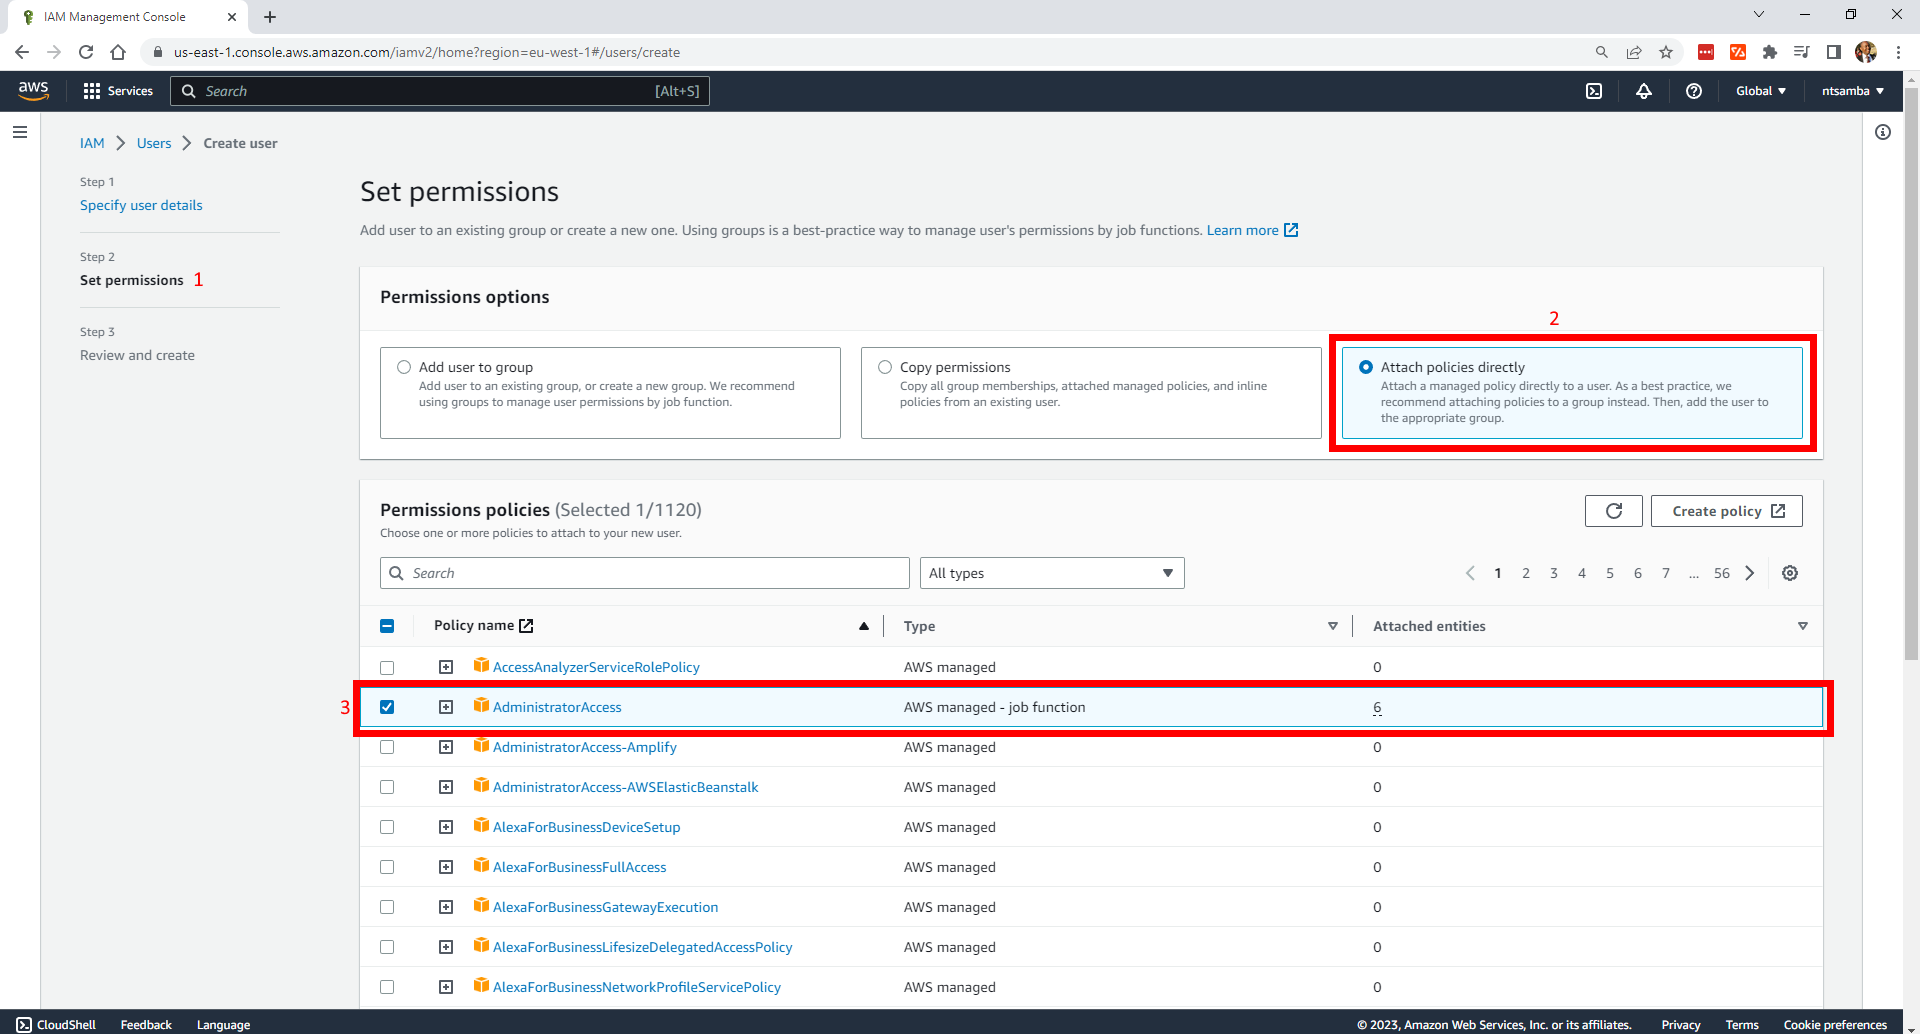 IAM Management Console
us-east-1.console.aws.amazon.com/iamv2/home?region=eu-west-1#/users/create
aws
Services
Search
[Alt+S]
Global
ntsamba
IAM
Users
Create user
Step 1
Specify user details
Step 2
Set permissions
1
Step 3
Review and create
Set permissions
Add user to an existing group or create a new one. Using groups is a best-practice way to manage user's permissions by job functions. Learn more
Permissions options
2
Add user to group
Add user to an existing group, or create a new group. We recommend
using groups to manage user permissions by job function.
Copy permissions
Copy all group memberships, attached managed policies, and inline
policies from an existing user.
Attach policies directly
Attach a managed policy directly to a user. As a best practice, we
recommend attaching policies to a group instead. Then, add the user to
the appropriate group.
Permissions policies (Selected 1/1120)
Choose one or more policies to attach to your new user.
Create policy
Search
All types
1 2 3 4 5 6 7 ... 56
Policy name Type Attached entities
AccessAnalyzerServiceRolePolicy AWS managed 0
3 AdministratorAccess AWS managed - job function 6
AdministratorAccess-Amplify AWS managed 0
AdministratorAccess-AWSElasticBeanstalk AWS managed 0
AlexaForBusinessDeviceSetup AWS managed 0
AlexaForBusinessFullAccess AWS managed 0
AlexaForBusinessGatewayExecution AWS managed 0
AlexaForBusinessLifesizeDelegatedAccessPolicy AWS managed 0
AlexaForBusinessNetworkProfileServicePolicy AWS managed 0
CloudShell Feedback Language © 2023, Amazon Web Services, Inc. or its affiliates. Privacy Terms Cookie preferences